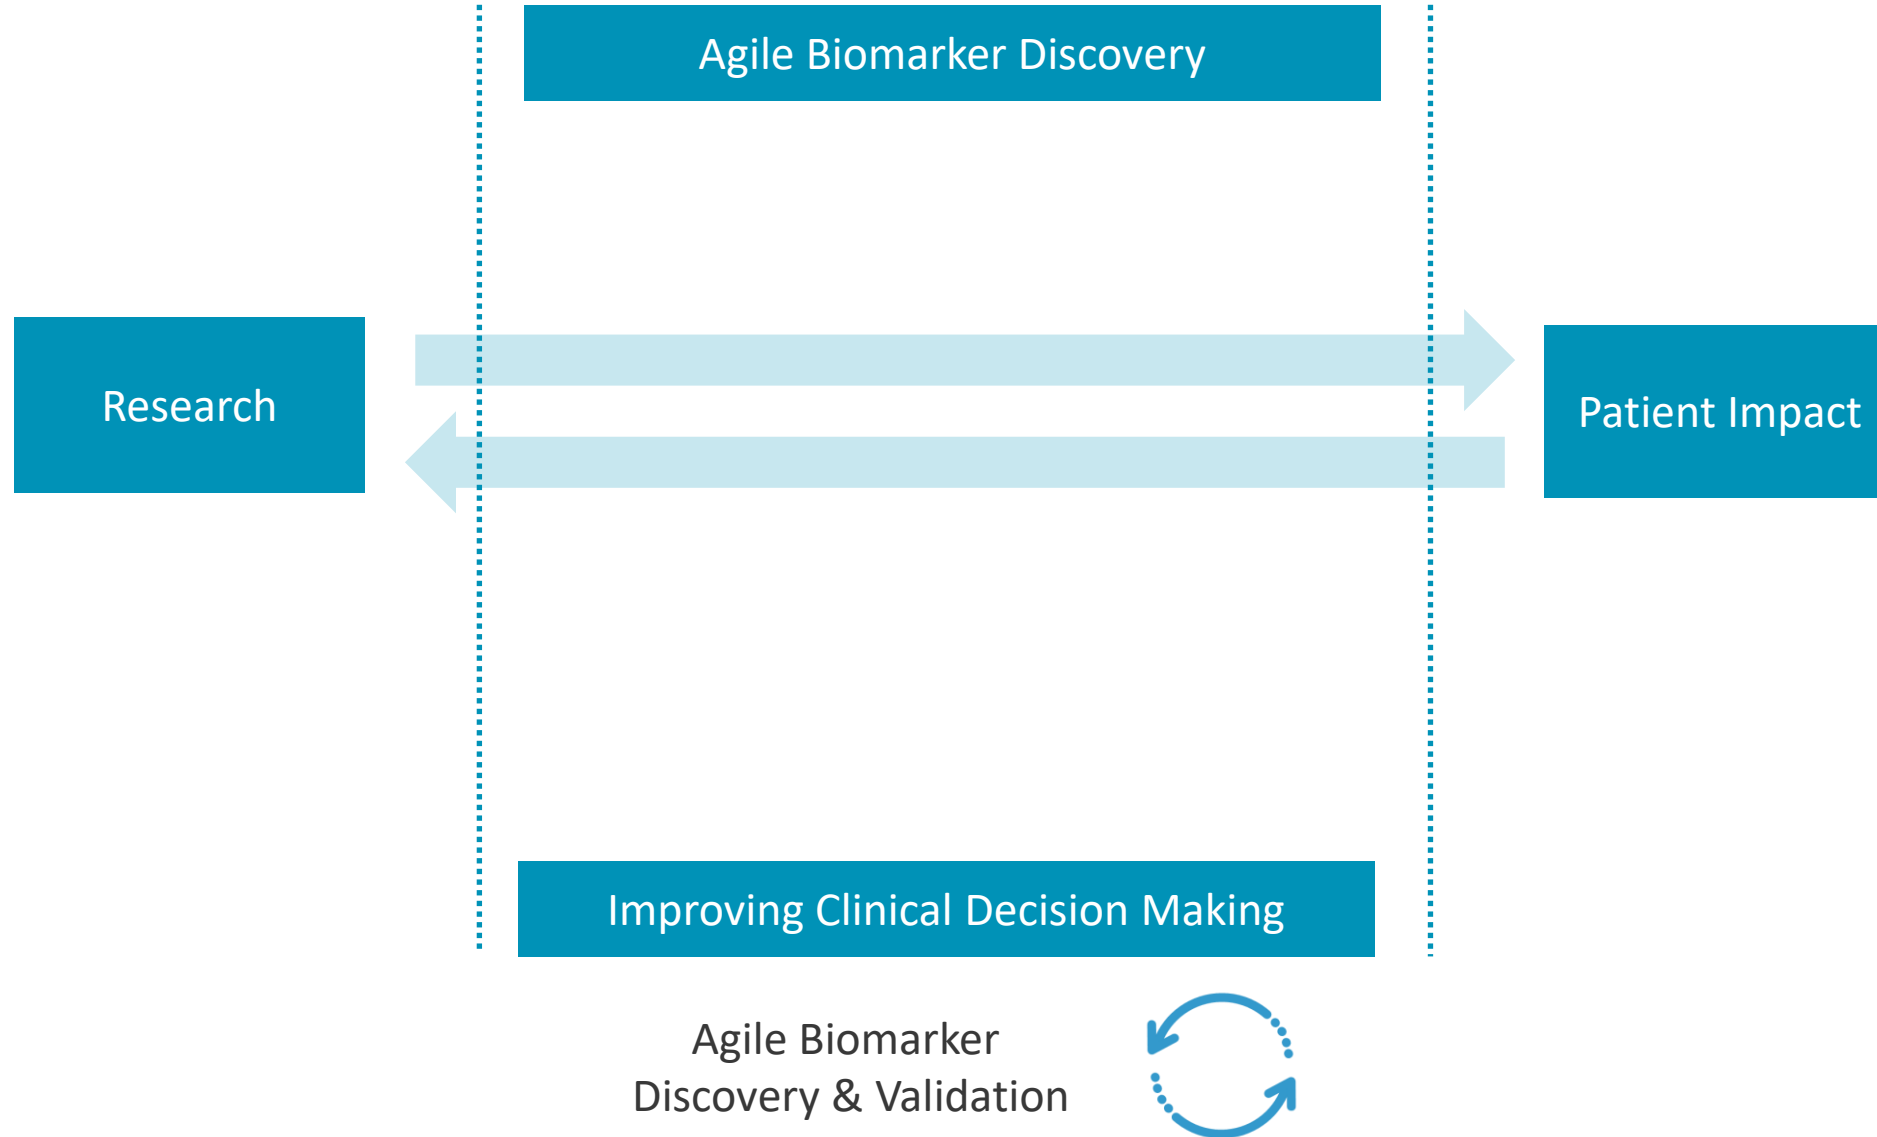 Agile Biomarker Discovery
Research
Patient Impact
Improving Clinical Decision Making
Agile Biomarker
Discovery & Validation